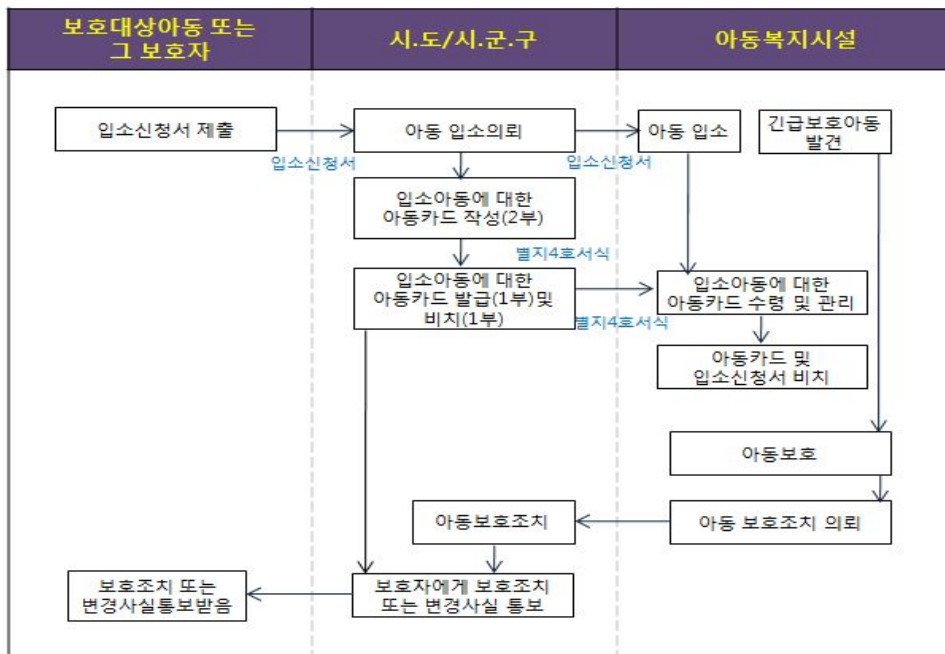 보호대상아동 또는
그 보호자
시.도/시.군.구
아동복지시설
입소신청서 제출
아동 입소의뢰
아동 입소
긴급보호아동
발견
입소신청서
입소신청서
입소아동에 대한
아동카드 작성(2부)
별지4호서식
입소아동에 대한
아동카드 발급(1부)및
비치(1부)
입소아동에 대한
아동카드 수령 및 관리
별지4호서식
아동카드 및
입소신청서 비치
아동보호
아동보호조치
아동 보호조치 의뢰
보호조치 또는
변경사실통보받음
보호자에게 보호조치
또는 변경사실 통보